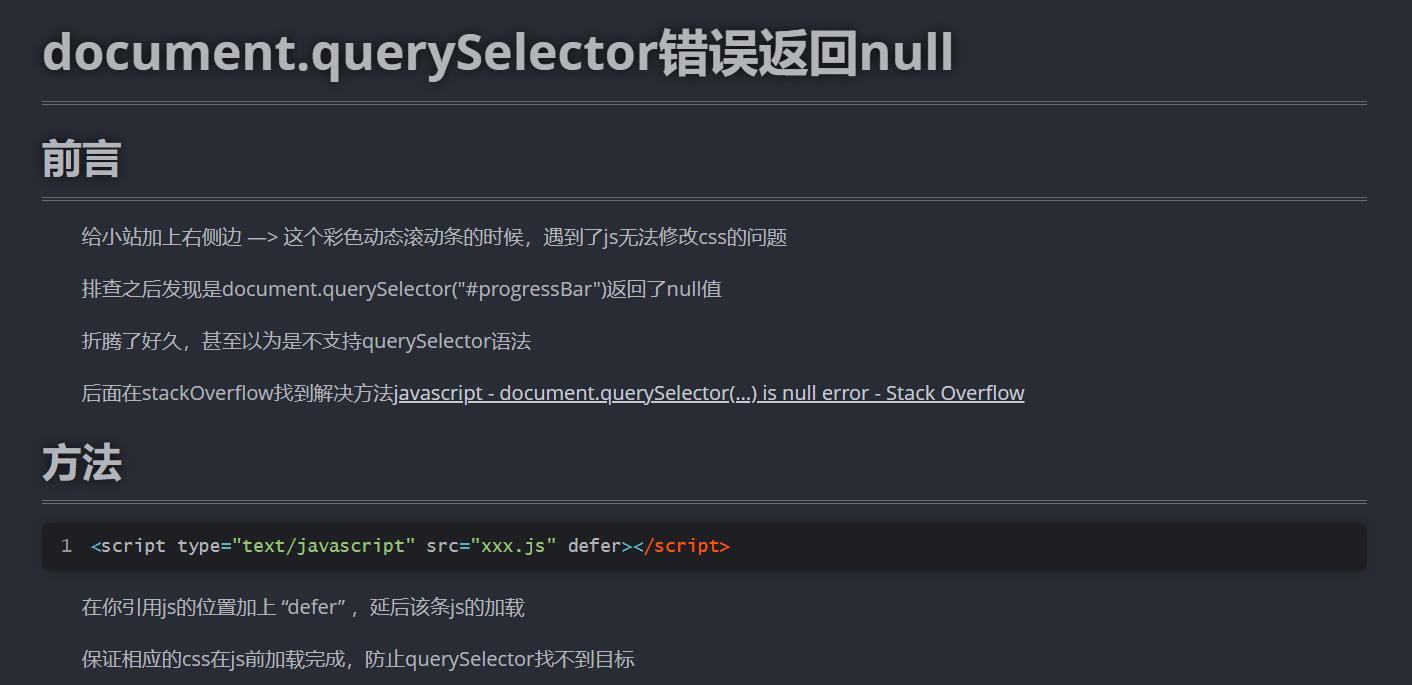 document.querySelector错误返回null
前言
给小站加上右侧边 —> 这个彩色动态滚动条的时候，遇到了js无法修改css的问题
排查之后发现是document.querySelector("#progressBar")返回了null值
折腾了好久，甚至以为是不支持querySelector语法
后面在stackOverflow找到解决方法javascript - document.querySelector(...) is null error - Stack Overflow
方法
1 <script type="text/javascript" src="xxx.js" defer></script>
在你引用js的位置加上 “defer” ，延后该条js的加载
保证相应的css在js前加载完成，防止querySelector找不到目标